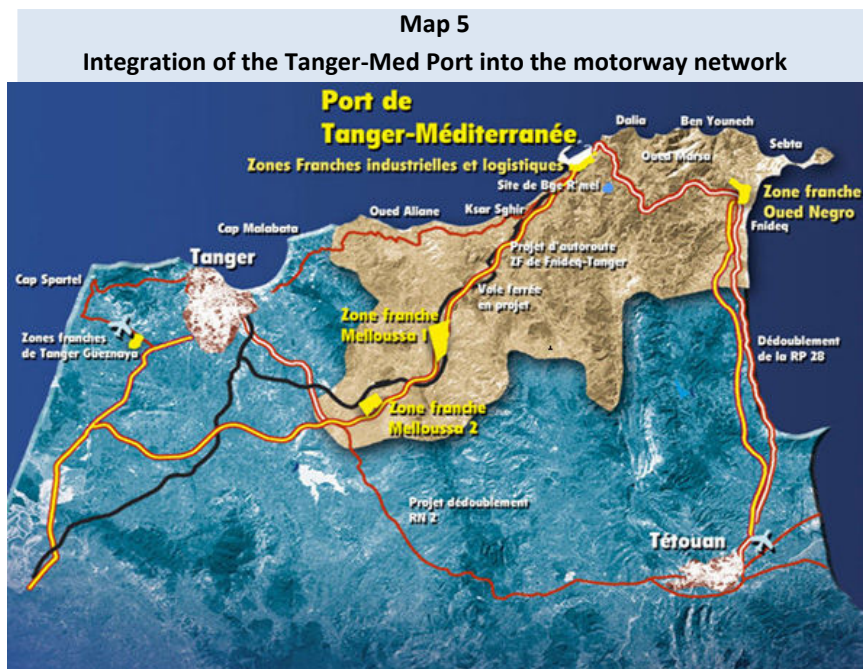 Map 5
Integration of the Tanger-Med Port into the motorway network
Port de
Tanger-Méditerranée
Zones Franches industrielles et logistiques
Dalia
Ben Younech
Sebta
Oued Marsa
Site de Bge R'mel
Zone franche
Oued Negro
Fnideq
Ksar Sghir
Oued Aliane
Cap Malabata
Tanger
Cap Spartel
Projet d'autoroute
ZF de Fnideq-Tanger
Voie ferrée
en projet
Zone franche
Melloussa 1
Zones franches
de Tanger Gueznaya
Dédoublement
de la RP 28
Zone franche
Melloussa 2
Projet dédoublement
RN 2
Tétouan